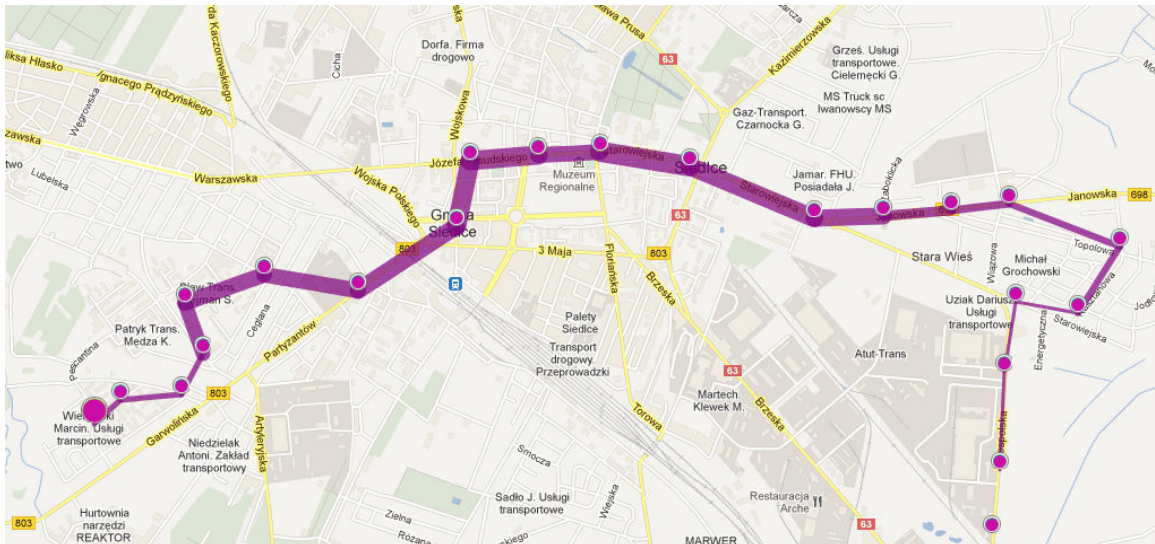 Kazimierzowska
63
Dorfa. Firma
drogowo
Cicha
Grześ. Usługi
transportowe.
Cielemęcki G.
Ignacego Prądzyńskiego
Węgrowska
Wojskowa
MS Truck sc
Iwanowscy MS
Gaz-Transport.
Czarnocka G.
Starowiejska
Muzeum
Regionalne
Siedlce
Warszawska
Lubelska
Wojska Polskiego
Jamar. FHU.
Posiadała J.
Starowiejska
Janowska
698
Janowska
63
Gmina
Siedlce
803
3 Maja
803
Floriańska
Brzeska
Stara Wieś
Wiązowa
Michał
Grochowski
Topolowa
Ceglana
Uziak Dariusz
Usługi
transportowe
Starowiejska
Energetyczna
Palety
Siedlce
Patryk Trans.
Mędza K.
Partyzantów
Transport
drogowy.
Przeprowadzki
Atut-Trans
63
Martech.
Klewek M.
Brzeska
803
Marcin. Usługi
transportowe
Garwolińska
Artyleryjska
Torowa
Niedzielak
Antoni. Zakład
transportowy
Smocza
Sadło J. Usługi
transportowe
Wiejska
Restauracja
Arche
Zielna
803
63
Hurtownia
narzędzi
REAKTOR
MARWER